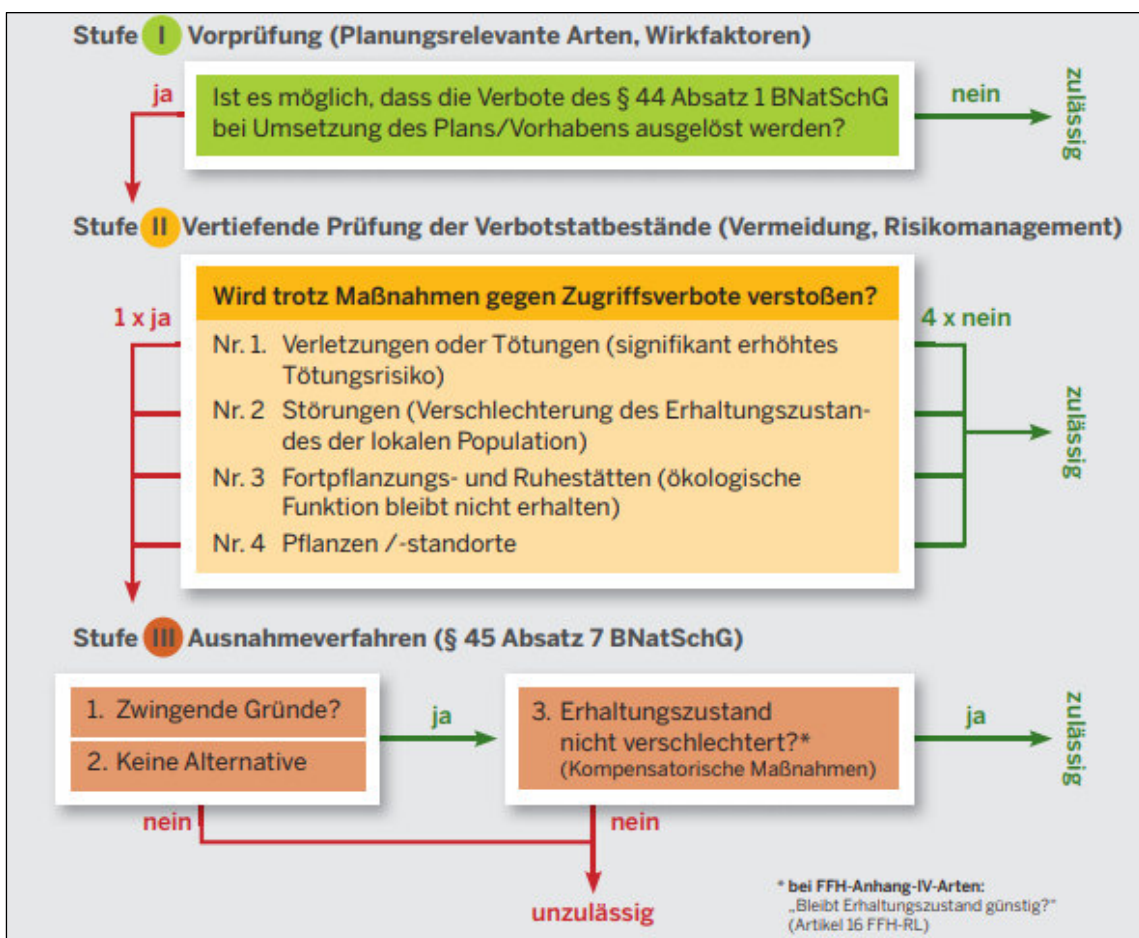 Stufe I Vorprüfung (Planungsrelevante Arten, Wirkfaktoren)
ja
Ist es möglich, dass die Verbote des § 44 Absatz 1 BNatSchG
bei Umsetzung des Plans/Vorhabens ausgelöst werden?
nein
zulässig
Stufe II Vertiefende Prüfung der Verbotstatbestände (Vermeidung, Risikomanagement)
Wird trotz Maßnahmen gegen Zugriffsverbote verstoßen?
1 x ja
4 x nein
Nr. 1. Verletzungen oder Tötungen (signifikant erhöhtes
Tötungsrisiko)
Nr. 2 Störungen (Verschlechterung des Erhaltungszustan-
des der lokalen Population)
Nr. 3 Fortpflanzungs- und Ruhestätten (ökologische
Funktion bleibt nicht erhalten)
Nr. 4 Pflanzen /-standorte
zulässig
Stufe III Ausnahmeverfahren (§ 45 Absatz 7 BNatSchG)
1. Zwingende Gründe?
2. Keine Alternative
ja
3. Erhaltungszustand
nicht verschlechtert?*
(Kompensatorische Maßnahmen)
ja
zulässig
nein
nein
unzulässig
* bei FFH-Anhang-IV-Arten:
„Bleibt Erhaltungszustand günstig?"
(Artikel 16 FFH-RL)